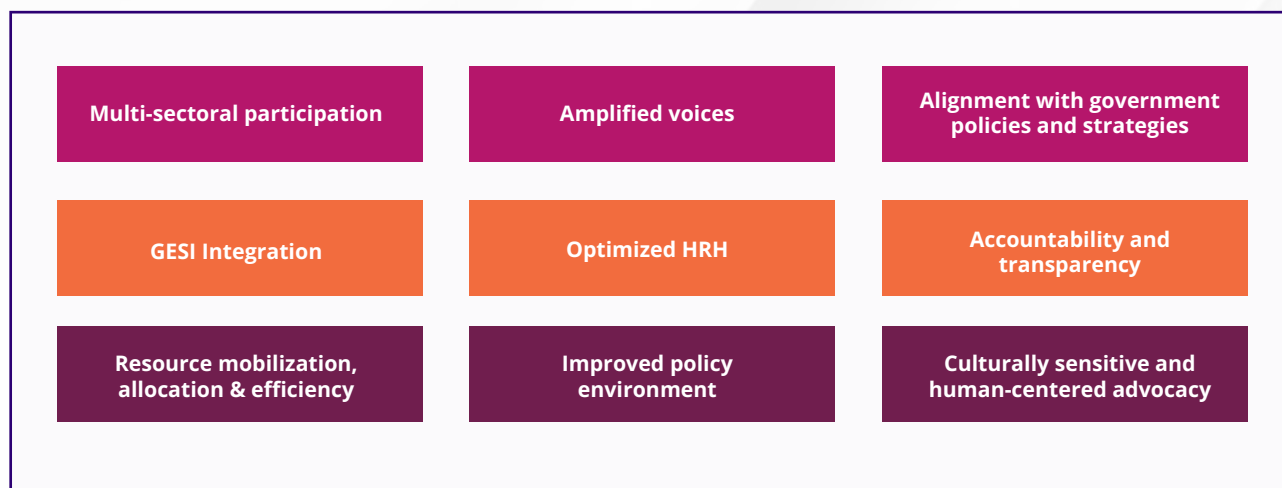 Multi-sectoral participation
Amplified voices
Alignment with government
policies and strategies
GESI Integration
Optimized HRH
Accountability and
transparency
Resource mobilization,
allocation & efficiency
Improved policy
environment
Culturally sensitive and
human-centered advocacy